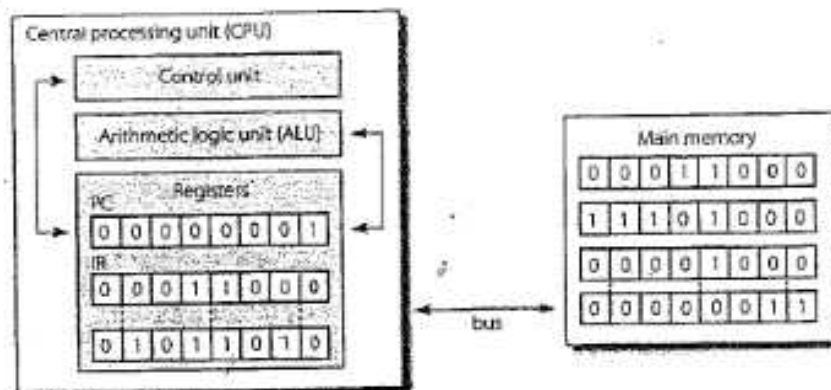 Central processing unit (CPU)
Control unit
Arithmetic logic unit (ALU)
Registers
PC
0 0 0 0 0 0 0 1
IR
0 0 0 1 1 0 0 0
0 1 0 1 1 0 1 0
bus
Main memory
0 0 0 1 1 0 0 0
1 1 1 0 1 0 0 0
0 0 0 0 1 0 0 0
0 0 0 0 0 0 1 1